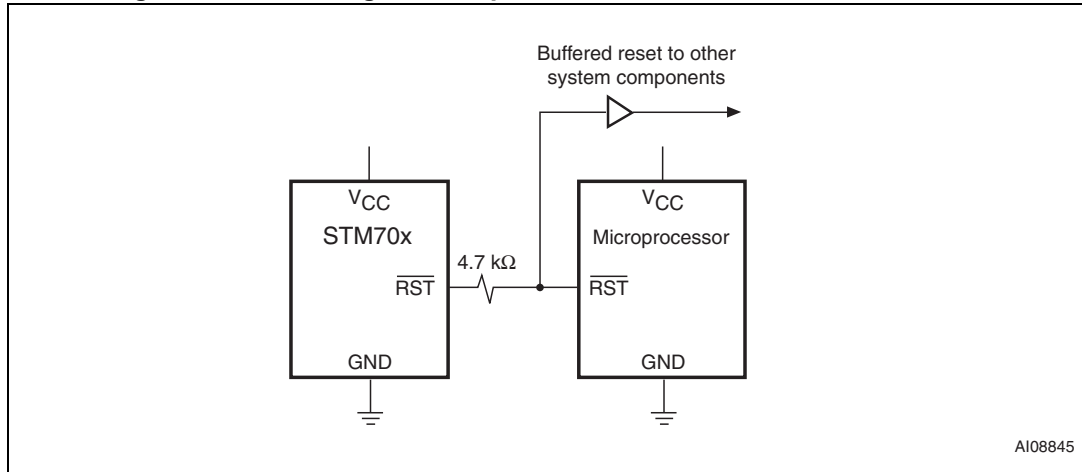 Buffered reset to other
system components
VCC
STM70x
RST
GND
4.7 kΩ
VCC
Microprocessor
RST
GND
AI08845